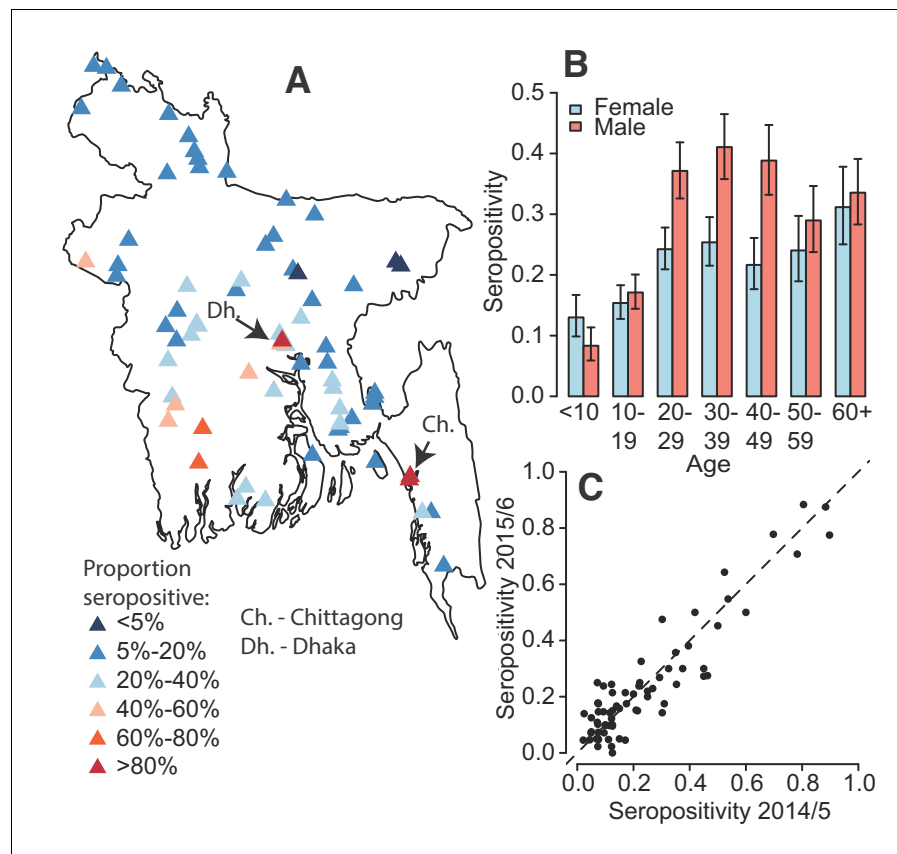 A
Dh.
Ch.
Proportion
seropositive:
<5%
5%-20%
20%-40%
40%-60%
60%-80%
>80%
Ch. - Chittagong
Dh. - Dhaka
B
Female
Male
Seropositivity
0.5
0.4
0.3
0.2
0.1
0.0
<10 10- 20- 30- 40- 50- 60+
19 29 39 49 59
Age
C
Seropositivity 2015/6
1.0
0.8
0.6
0.4
0.2
0.0
0.0 0.2 0.4 0.6 0.8 1.0
Seropositivity 2014/5